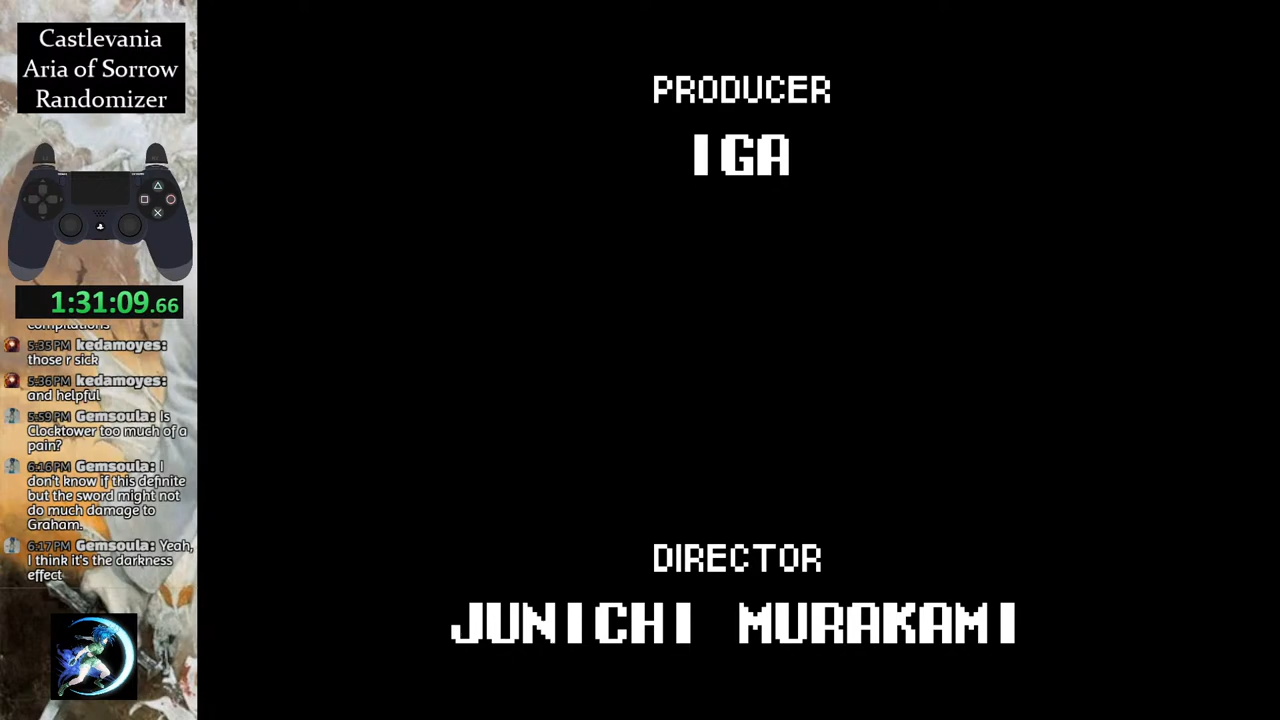 Castlevania
Aria of Sorrow
Randomizer
1:31:09.66
compilations
5:35 PM kedamoyes:
those r sick
5:36 PM kedamoyes:
and helpful
5:59 PM Gemsoula: Is
Clocktower too much of a
pain?
6:16 PM Gemsoula: I
don't know if this definite
but the sword might not
do much damage to
Graham.
6:17 PM Gemsoula: Yeah,
I think it's the darkness
effect
PRODUCER
IGA
DIRECTOR
JUNICHI MURAKAMI